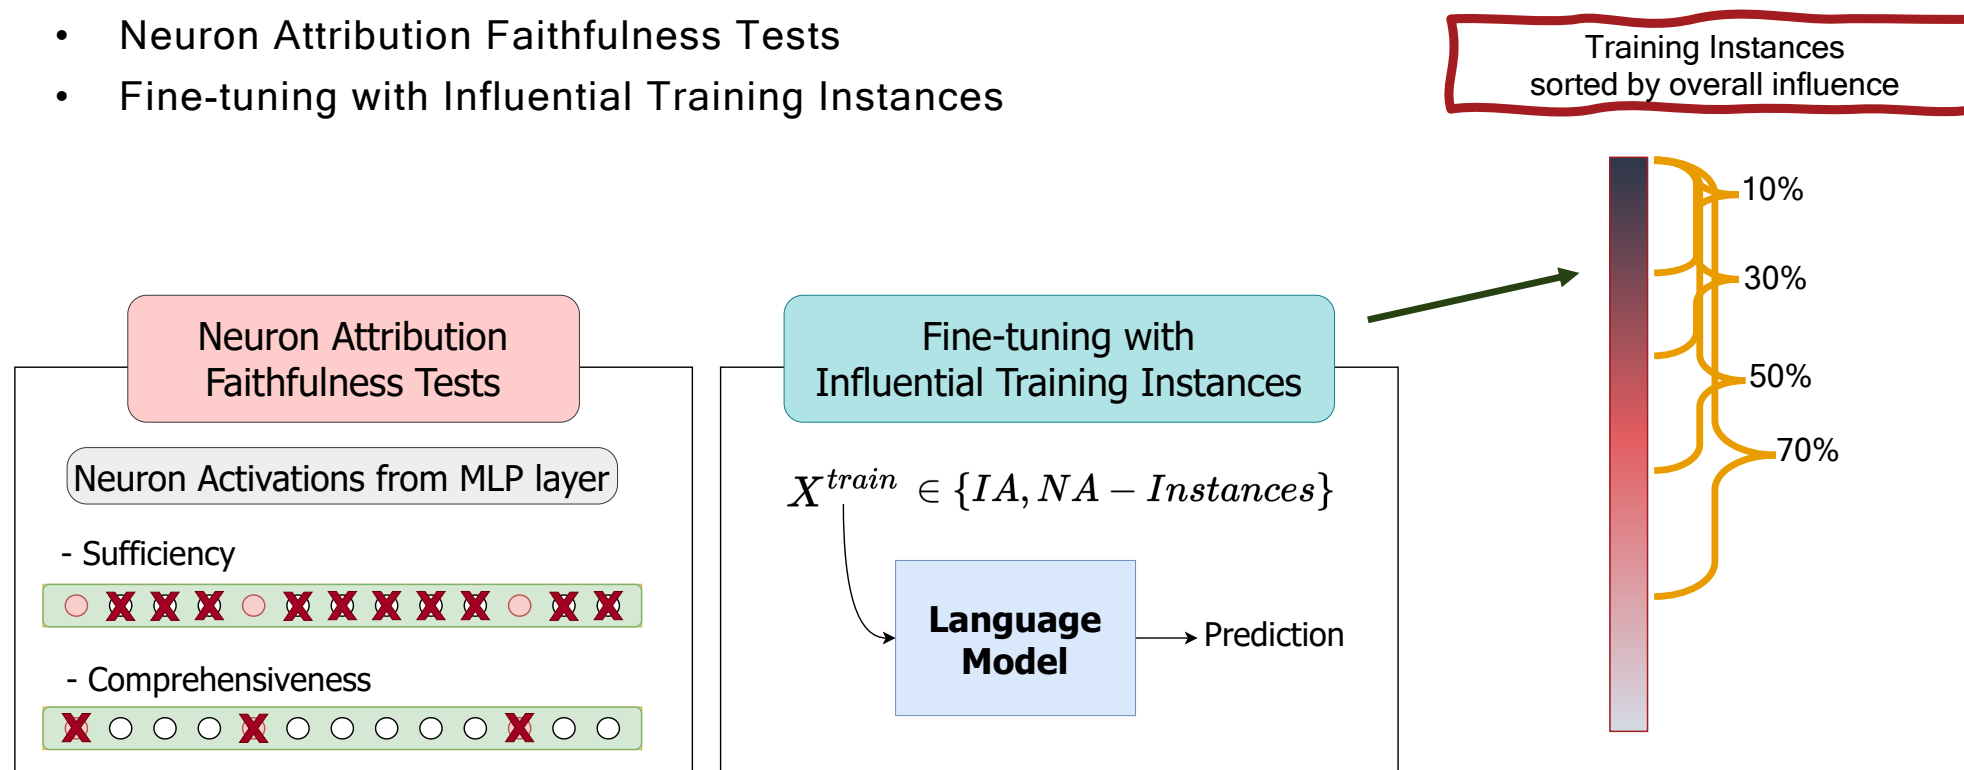 • Neuron Attribution Faithfulness Tests
• Fine-tuning with Influential Training Instances
Training Instances
sorted by overall influence
10%
30%
50%
70%
Neuron Attribution
Faithfulness Tests
Neuron Activations from MLP layer
- Sufficiency
X X X X X X X X X X
- Comprehensiveness
X X X
Fine-tuning with
Influential Training Instances
X^{train} ∈ {IA, NA − Instances}
Language
Model
Prediction